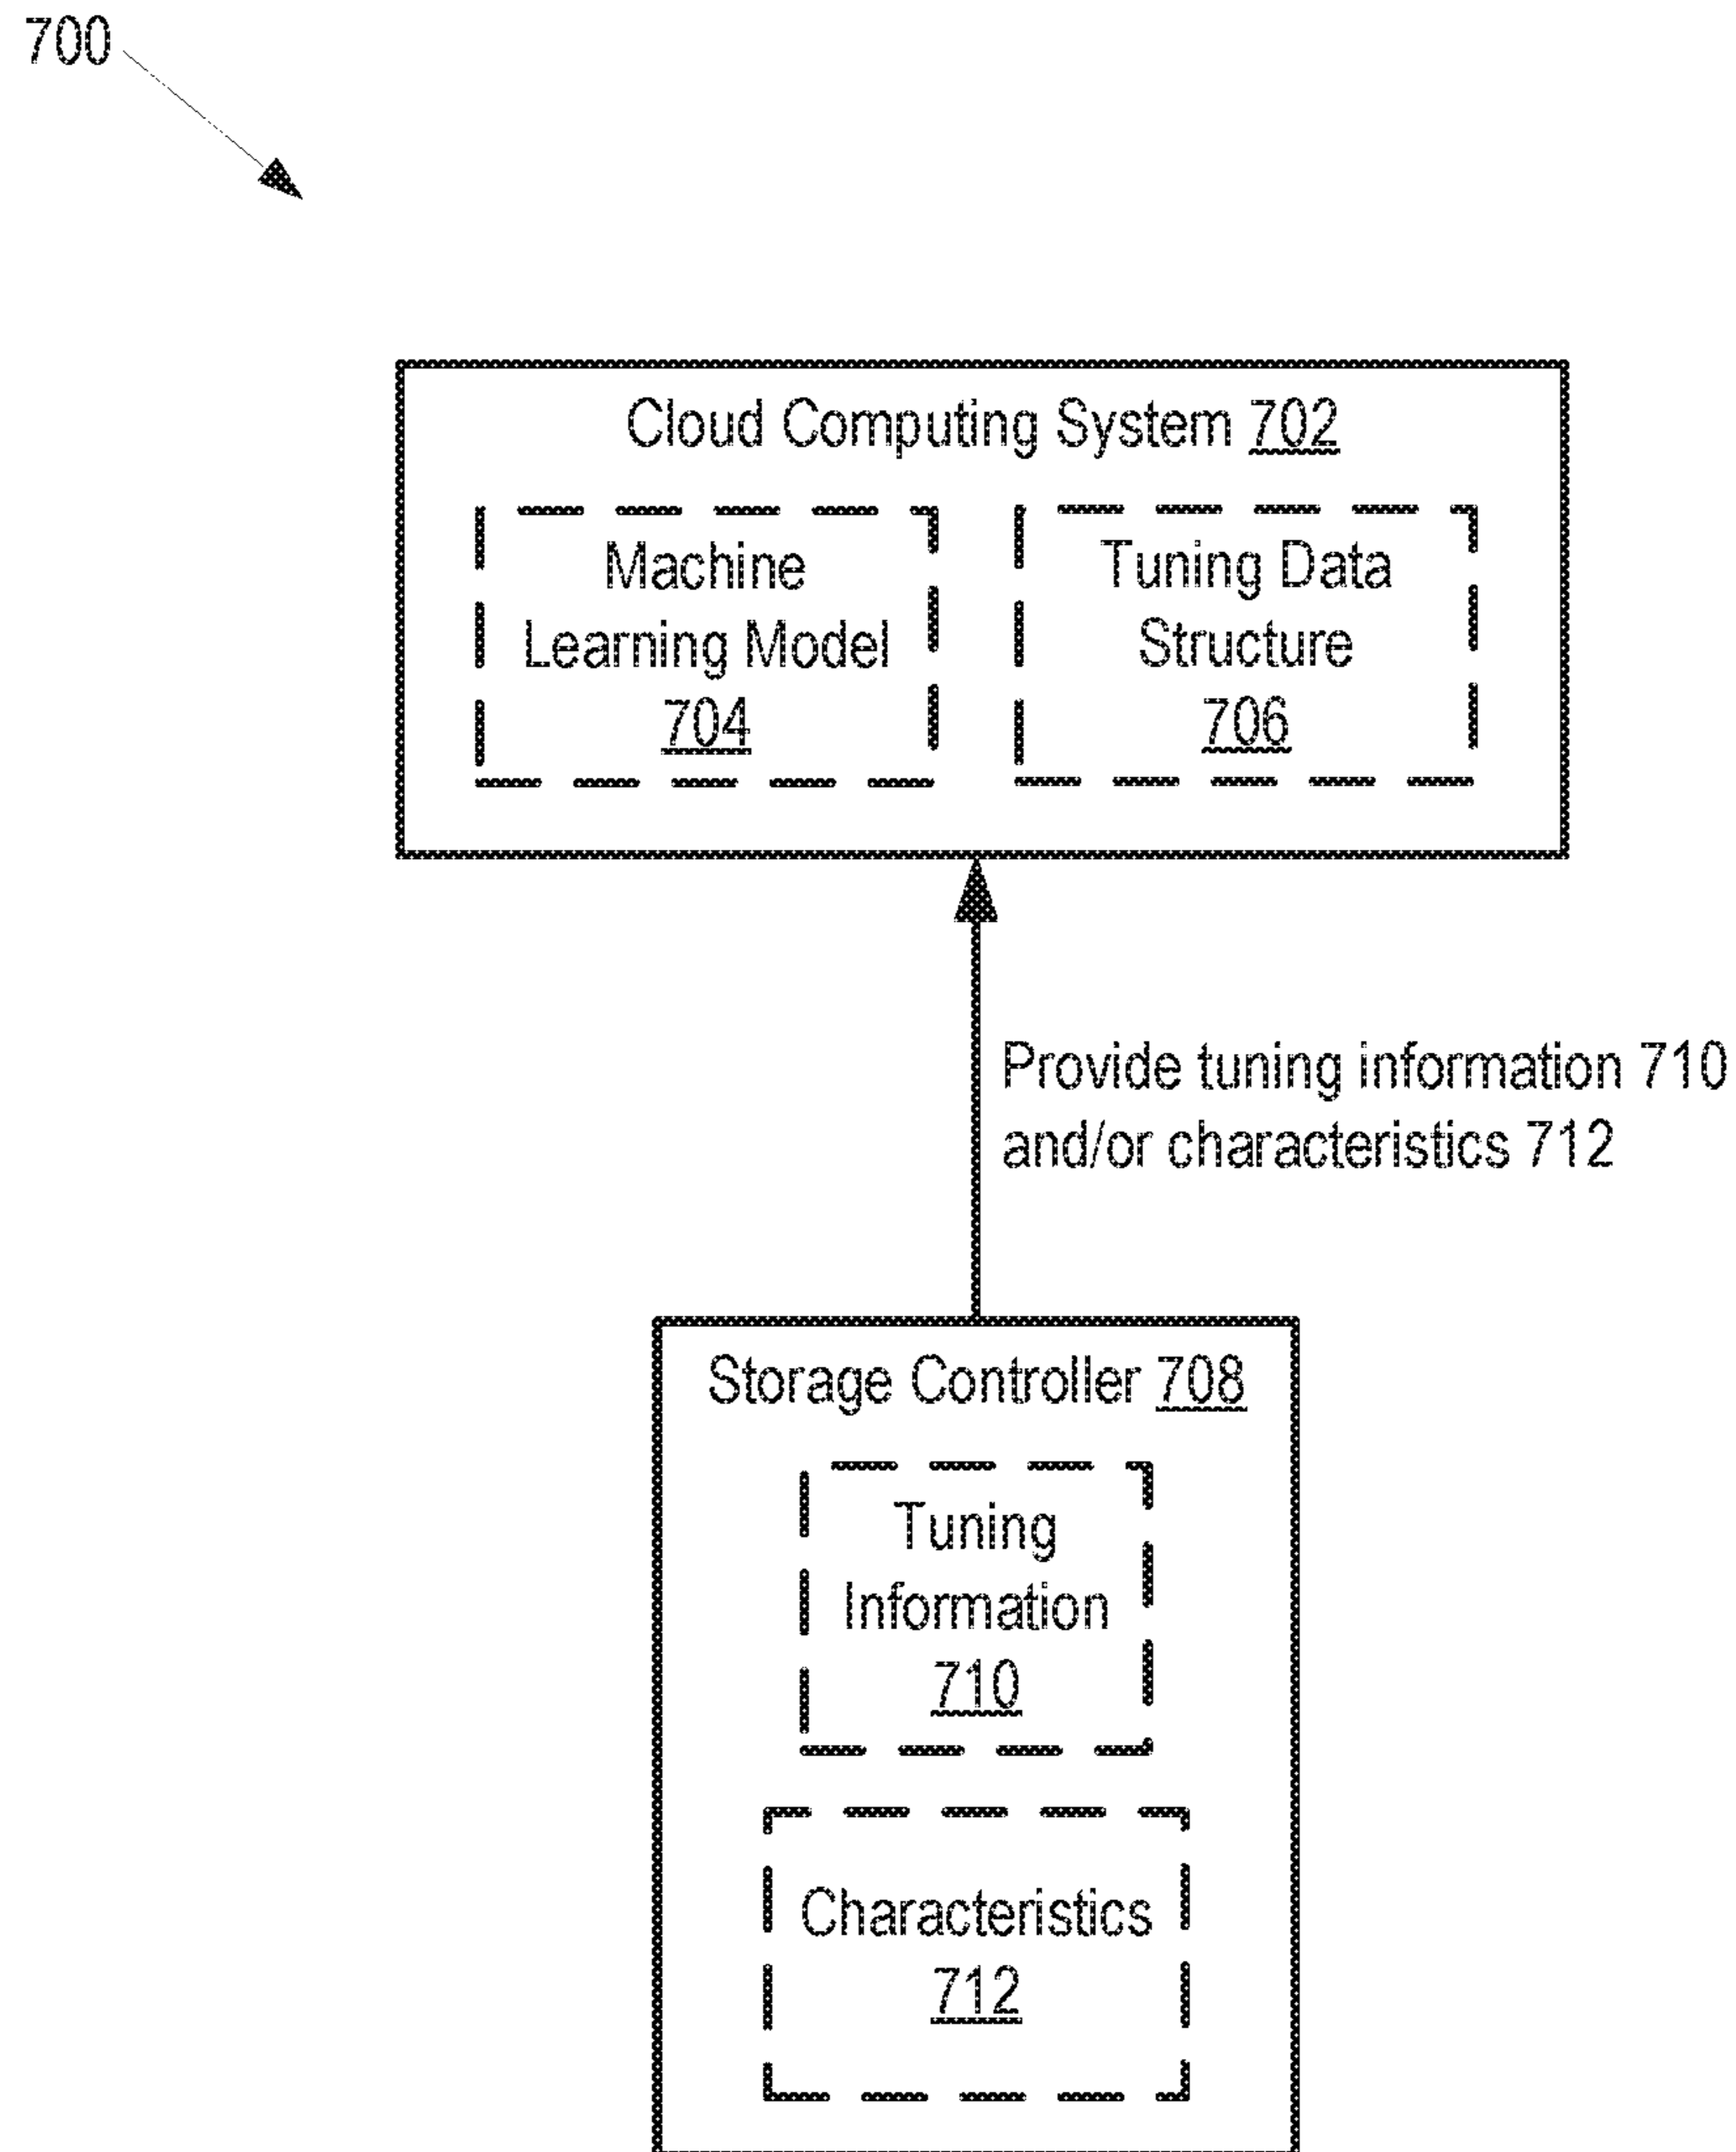 700
Cloud Computing System 702
Machine
Learning Model
704
Tuning Data
Structure
706
Provide tuning information 710
and/or characteristics 712
Storage Controller 708
Tuning
Information
710
Characteristics
712